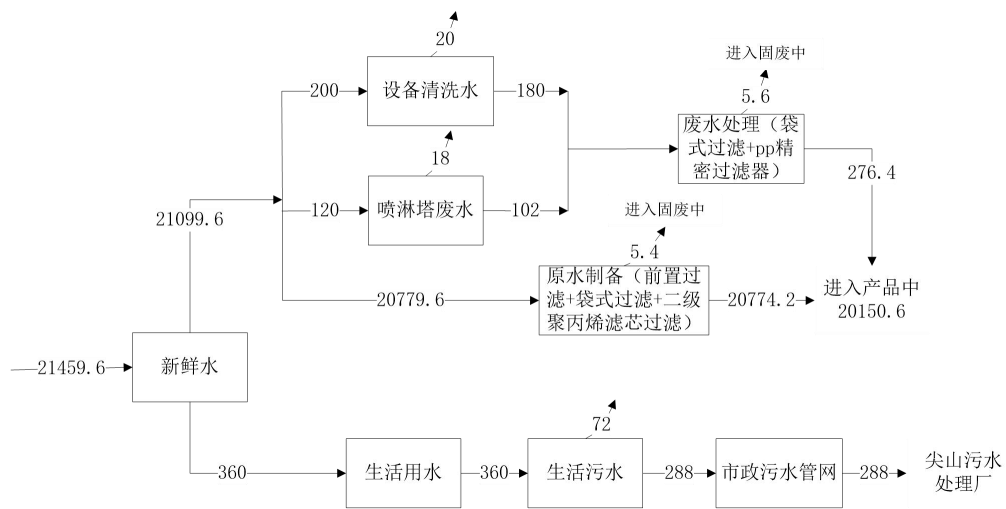 20
进入固废中
200
设备清洗水
180
5.6
废水处理（袋
式过滤+pp精
密过滤器）
18
276.4
21099.6
120
喷淋塔废水
102
进入固废中
5.4
原水制备（前置过
滤+袋式过滤+二级
聚丙烯滤芯过滤）
20779.6
20774.2
进入产品中
20150.6
21459.6
新鲜水
72
360
生活用水
360
生活污水
288
市政污水管网
288
尖山污水
处理厂